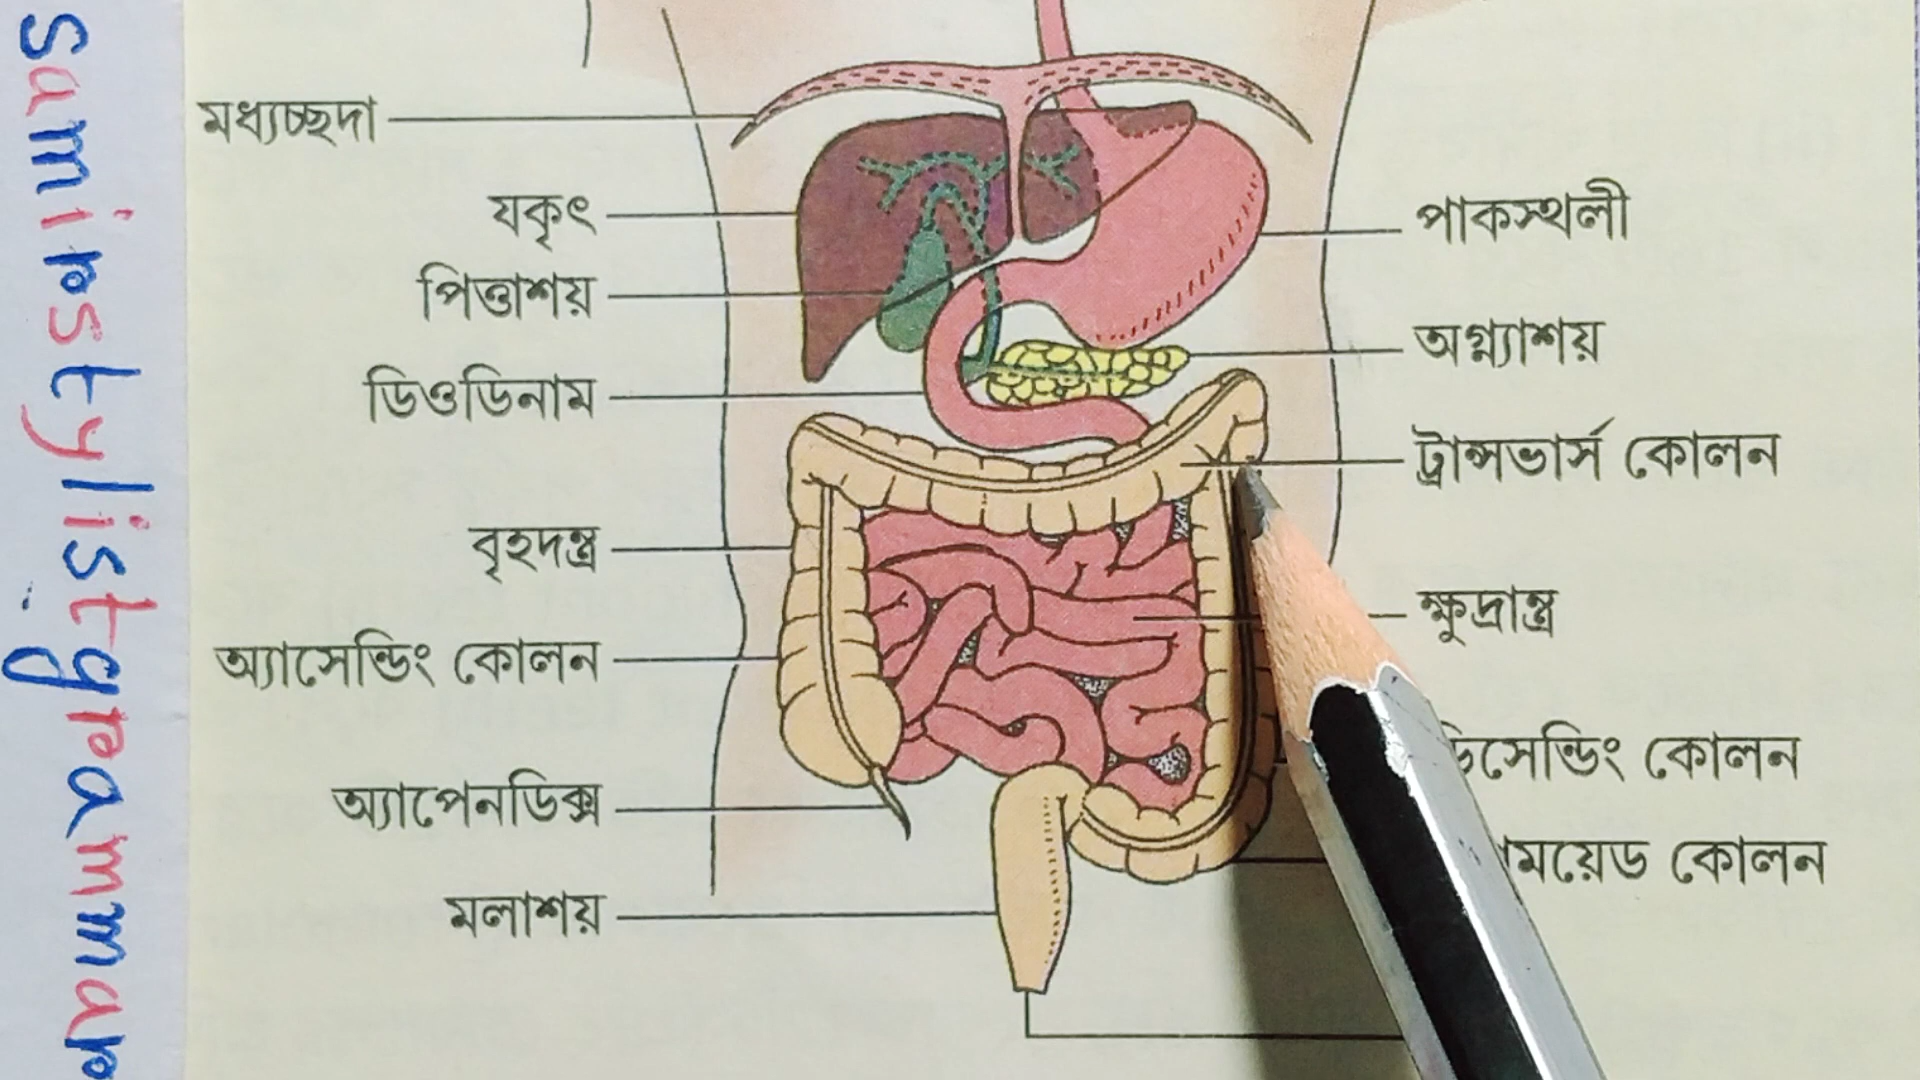 samirstylistgrammar
মধ্যচ্ছদা
যকৃৎ
পিত্তাশয়
ডিওডিনাম
বৃহদন্ত্র
অ্যাসেন্ডিং কোলন
অ্যাপেনডিক্স
মলাশয়
পাকস্থলী
অগ্ন্যাশয়
ট্রান্সভার্স কোলন
ক্ষুদ্রান্ত্র
ডিসেন্ডিং কোলন
কোলন